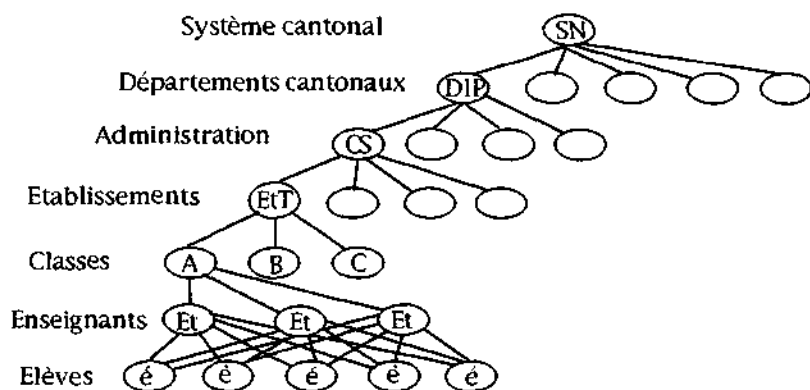 Système cantonal SN
Départements cantonaux DIP
Administration CS
Etablissements EtT
Classes A B C
Enseignants Et Et Et
Elèves é é é é é